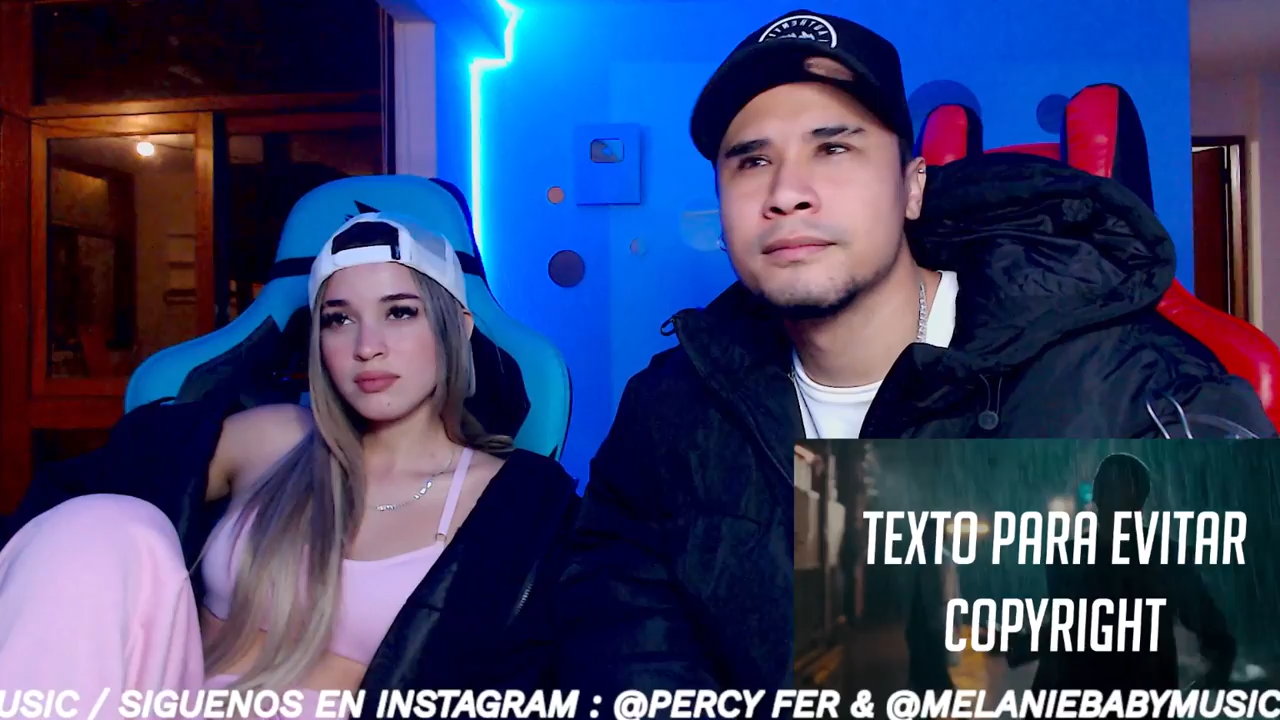 TEXTO PARA EVITAR
COPYRIGHT
USIC / SIGUENOS EN INSTAGRAM : @PERCY FER & @MELANIEBABYMUSIC